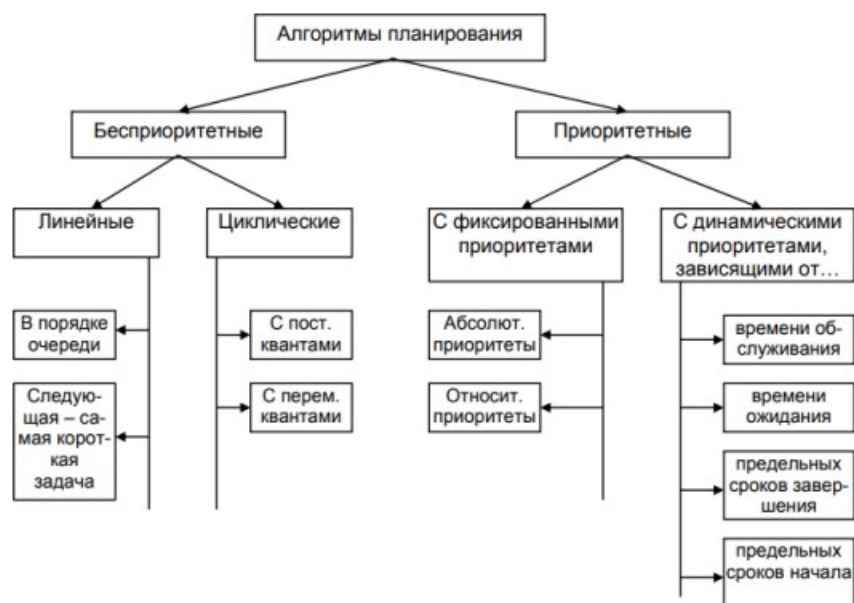 Алгоритмы планирования
Бесприоритетные
Приоритетные
Линейные
Циклические
С фиксированными
приоритетами
С динамическими
приоритетами,
зависящими от…
В порядке
очереди
Следую-
щая – са-
мая корот
кая
задача
С пост.
квантами
С перем.
квантами
Абсолют.
приоритеты
Относит.
приоритеты
времени об-
служивания
времени
ожидания
предельных
сроков завер-
шения
предельных
сроков начала